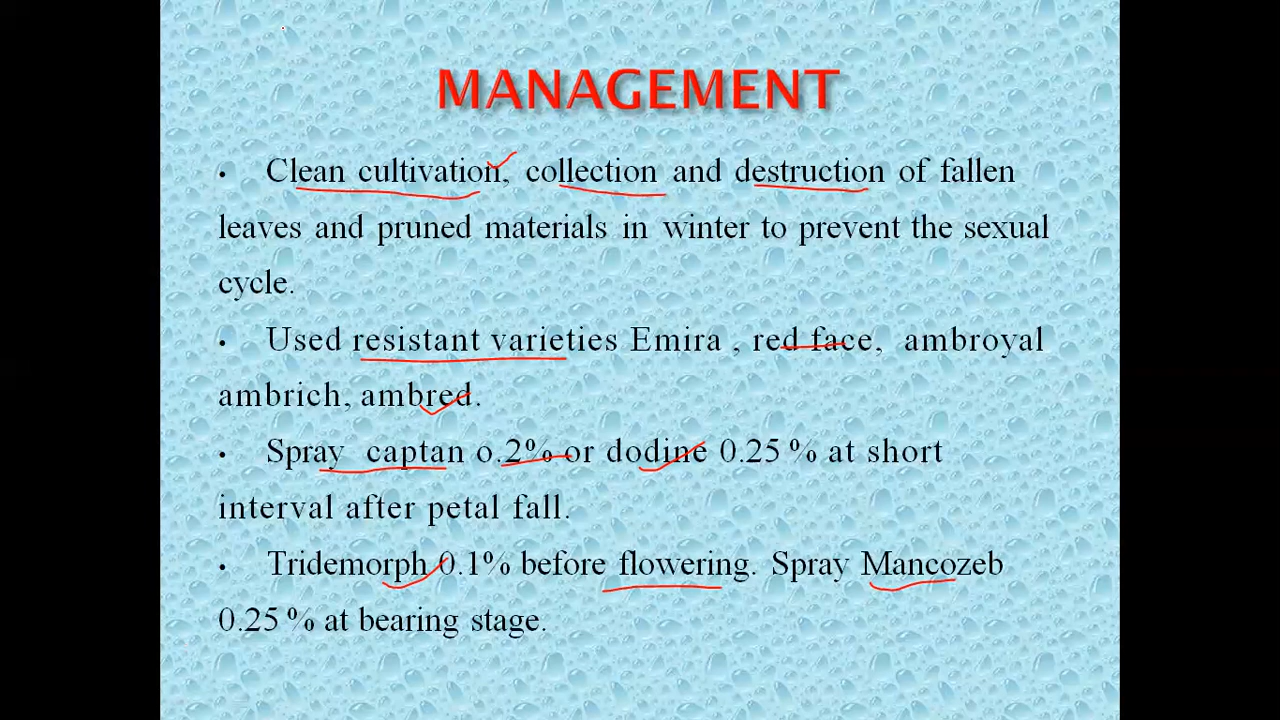 MANAGEMENT
• Clean cultivation, collection and destruction of fallen
leaves and pruned materials in winter to prevent the sexual
cycle.
• Used resistant varieties Emira , red face, ambroyal
ambrich, ambred.
• Spray captan o.2% or dodine 0.25 % at short
interval after petal fall.
• Tridemorph 0.1% before flowering. Spray Mancozeb
0.25 % at bearing stage.